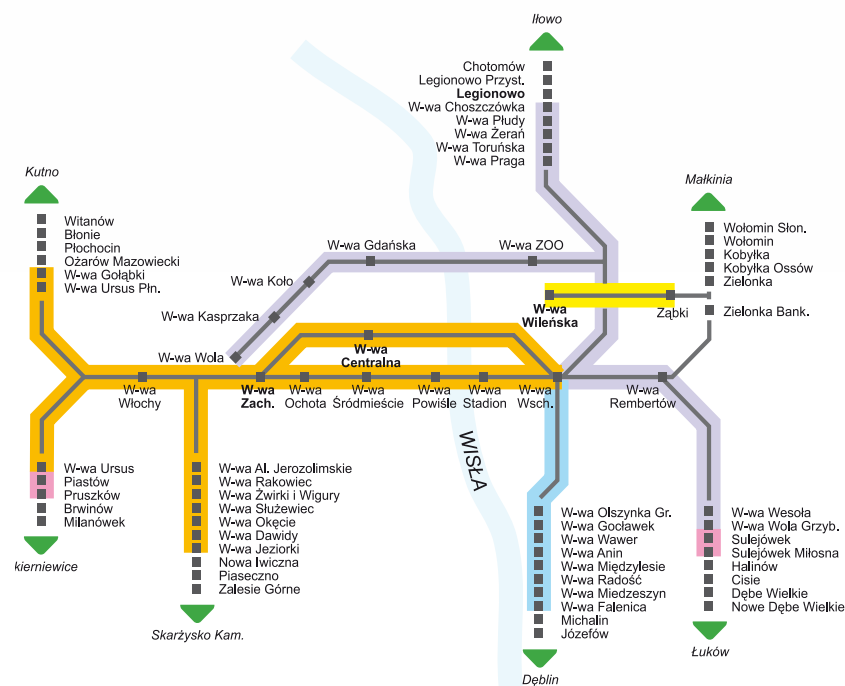 Iłowo
Chotomów
Legionowo Przyst.
Legionowo
W-wa Choszczówka
W-wa Płudy
W-wa Żerań
W-wa Toruńska
W-wa Praga
Kutno
Witanów
Błonie
Płochocin
Ożarów Mazowiecki
W-wa Gołąbki
W-wa Ursus Płn.
Małkinia
Wołomin Słon.
Wołomin
Kobyłka
Kobyłka Ossów
Zielonka
Zielonka Bank.
W-wa Gdańska
W-wa ZOO
W-wa Koło
W-wa Kasprzaka
W-wa Wola
W-wa
Wileńska
Ząbki
W-wa
Centralna
W-wa
Włochy
W-wa
Zach.
W-wa
Ochota
W-wa
Śródmieście
W-wa
Powiśle
W-wa
Stadion
W-wa
Wsch.
W-wa
Rembertów
WISŁA
W-wa Ursus
Piastów
Pruszków
Brwinów
Milanówek
kierniewice
W-wa Al. Jerozolimskie
W-wa Rakowiec
W-wa Żwirki i Wigury
W-wa Służewiec
W-wa Okęcie
W-wa Dawidy
W-wa Jeziorki
Nowa Iwiczna
Piaseczno
Zalesie Górne
Skarżysko Kam.
W-wa Olszynka Gr.
W-wa Gocławek
W-wa Wawer
W-wa Anin
W-wa Międzylesie
W-wa Radość
W-wa Miedzeszyn
W-wa Falenica
Michalin
Józefów
Dęblin
W-wa Wesoła
W-wa Wola Grzyb.
Sulejówek
Sulejówek Miłosna
Halinów
Cisie
Dębe Wielkie
Nowe Dębe Wielkie
Łuków